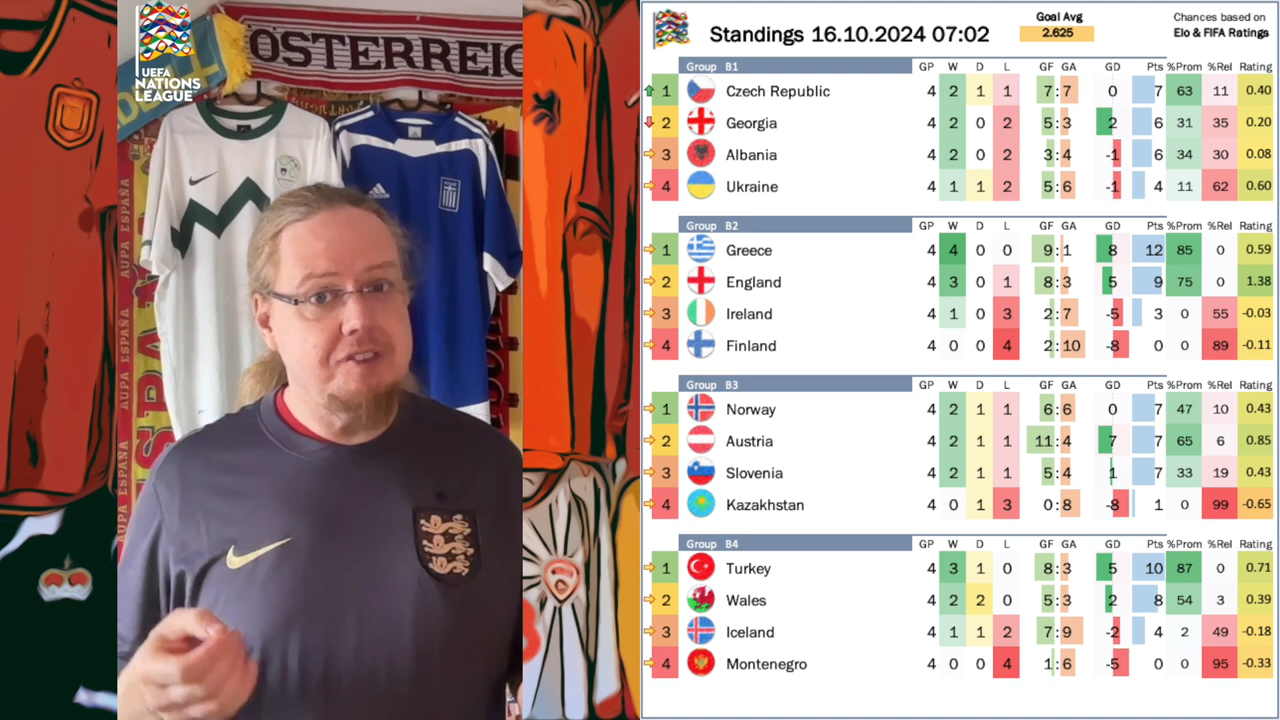 UEFA
NATIONS
LEAGUE
ÖSTERREIC
AUPA ESPAÑA
AUPA ESPAÑA
AUPA ESPAÑA
adidas
Standings 16.10.2024 07:02
Goal Avg
2.625
Chances based on
Elo & FIFA Ratings
Group B1 GP W D L GF GA GD Pts %Prom %Rel Rating
1 Czech Republic 4 2 1 1 7:7 0 7 63 11 0.40
2 Georgia 4 2 0 2 5:3 2 6 31 35 0.20
3 Albania 4 2 0 2 3:4 -1 6 34 30 0.08
4 Ukraine 4 1 1 2 5:6 -1 4 11 62 0.60
Group B2 GP W D L GF GA GD Pts %Prom %Rel Rating
1 Greece 4 4 0 0 9:1 8 12 85 0 0.59
2 England 4 3 0 1 8:3 5 9 75 0 1.38
3 Ireland 4 1 0 3 2:7 -5 3 0 55 -0.03
4 Finland 4 0 0 4 2:10 -8 0 0 89 -0.11
Group B3 GP W D L GF GA GD Pts %Prom %Rel Rating
1 Norway 4 2 1 1 6:6 0 7 47 10 0.43
2 Austria 4 2 1 1 11:4 7 7 65 6 0.85
3 Slovenia 4 2 1 1 5:4 1 7 33 19 0.43
4 Kazakhstan 4 0 1 3 0:8 -8 1 0 99 -0.65
Group B4 GP W D L GF GA GD Pts %Prom %Rel Rating
1 Turkey 4 3 1 0 8:3 5 10 87 0 0.71
2 Wales 4 2 2 0 5:3 2 8 54 3 0.39
3 Iceland 4 1 1 2 7:9 -2 4 2 49 -0.18
4 Montenegro 4 0 0 4 1:6 -5 0 0 95 -0.33